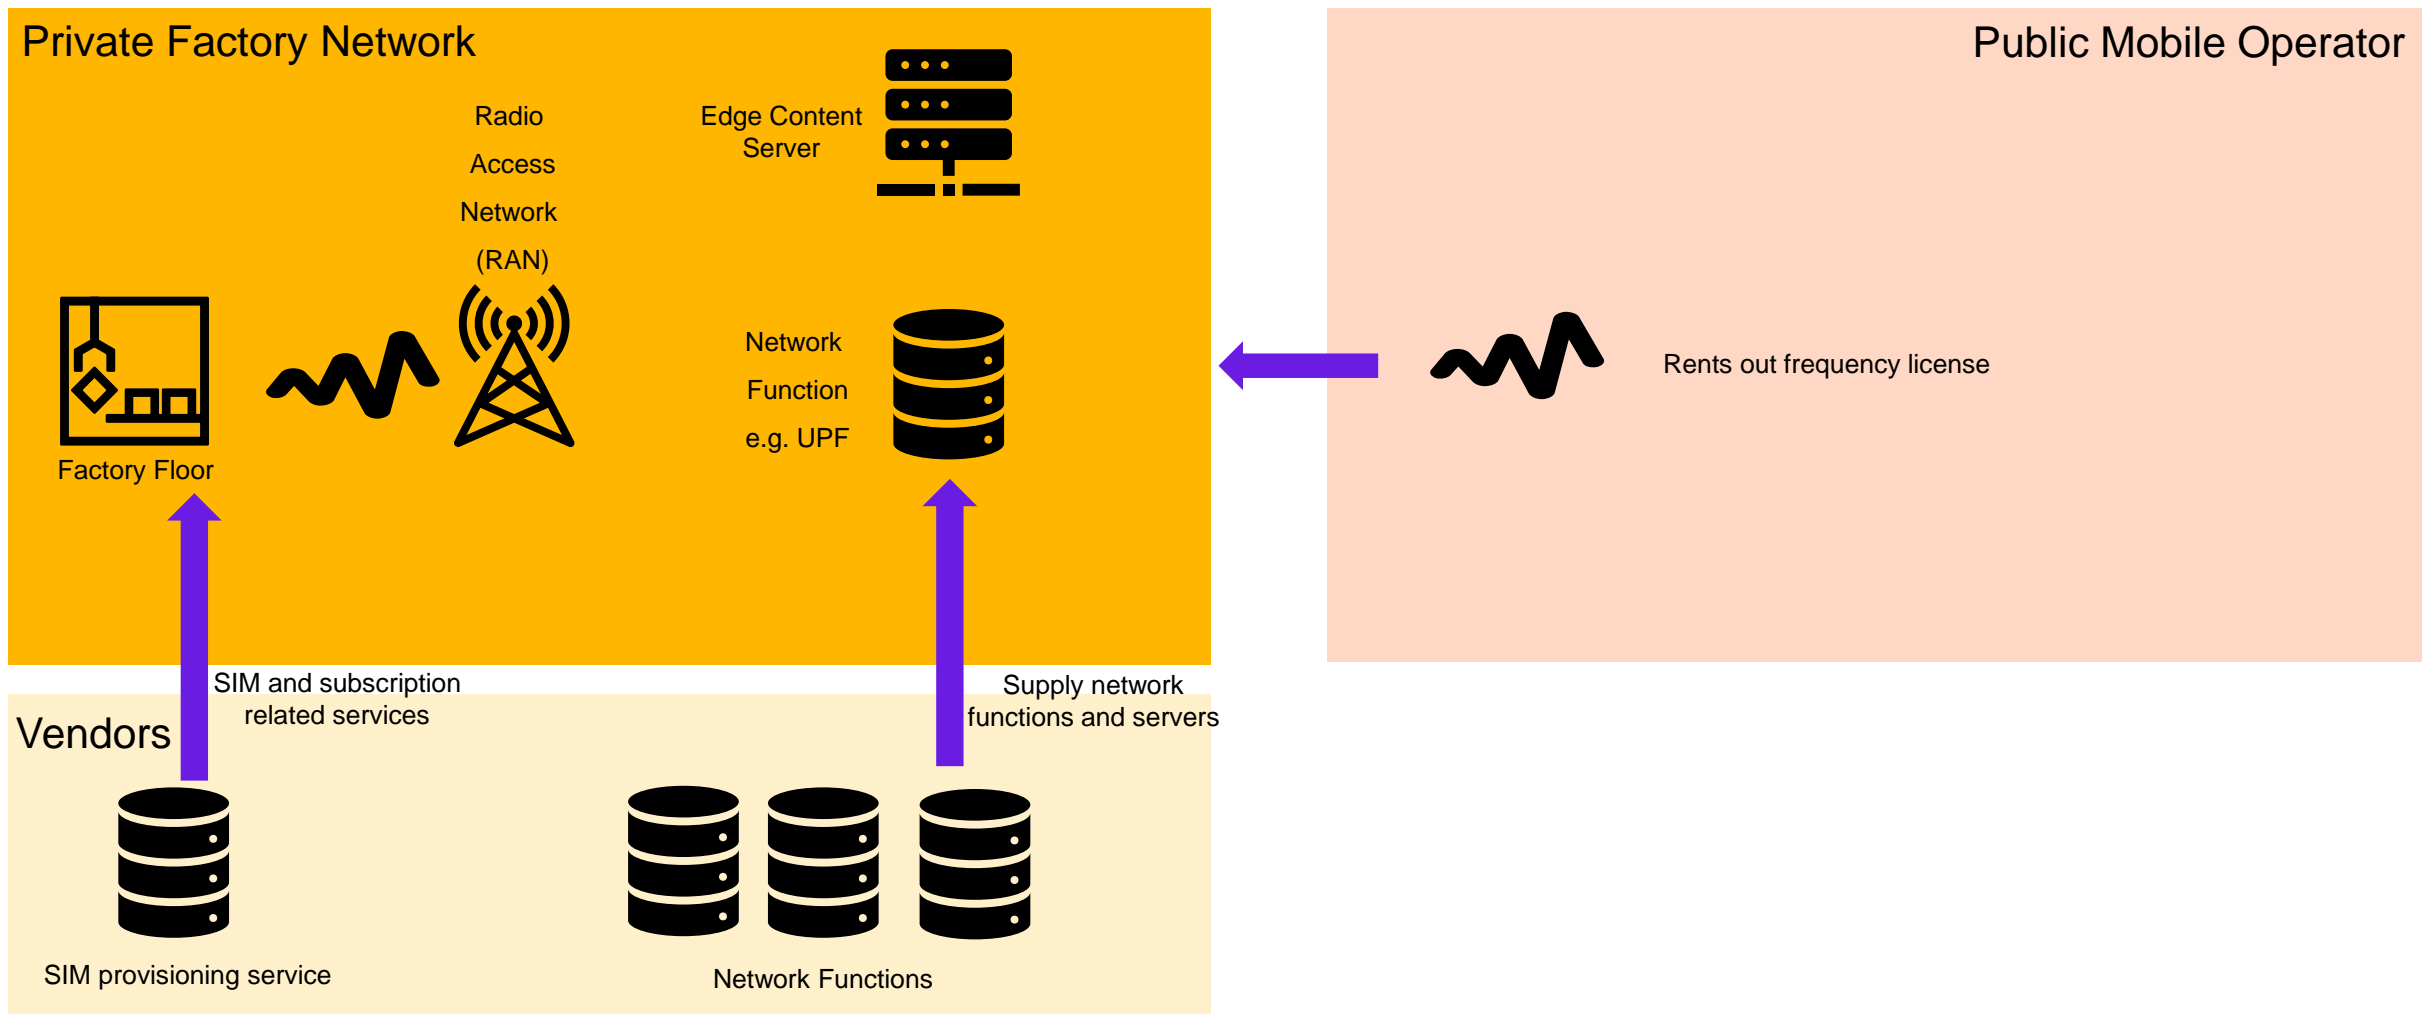 Private Factory Network
Public Mobile Operator
Radio
Access
Network
(RAN)
Edge Content
Server
Network
Function
e.g. UPF
Rents out frequency license
Factory Floor
SIM and subscription
related services
Supply network
functions and servers
Vendors
SIM provisioning service
Network Functions